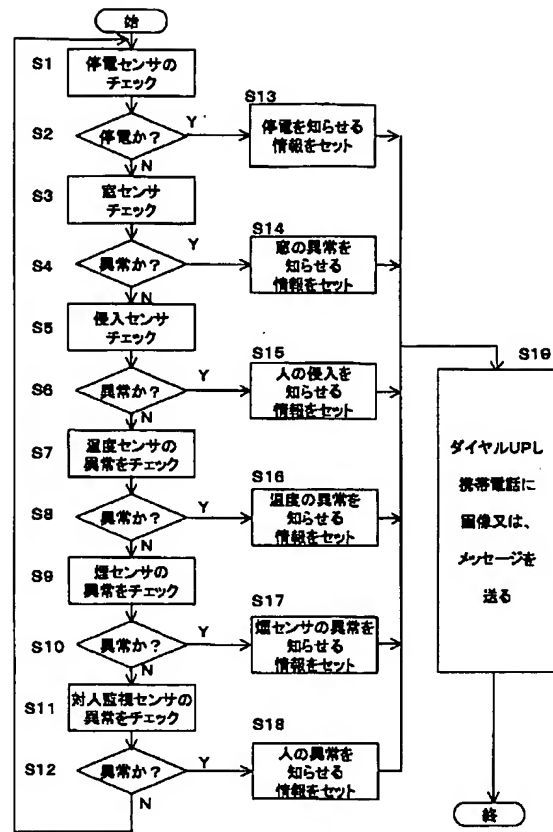 始
S1
停電センサの
チェック
S2
停電か?
Y
N
S13
停電を知らせる
情報をセット
S3
窓センサ
チェック
S4
異常か?
Y
N
S14
窓の異常を
知らせる
情報をセット
S5
侵入センサ
チェック
S6
異常か?
Y
N
S15
人の侵入を
知らせる
情報をセット
S7
温度センサの
異常をチェック
S8
異常か?
Y
N
S16
温度の異常を
知らせる
情報をセット
S9
煙センサの
異常をチェック
S10
異常か?
Y
N
S17
煙センサの異常を
知らせる
情報をセット
S11
対人監視センサの
異常をチェック
S12
異常か?
Y
N
S18
人の異常を
知らせる
情報をセット
S19
ダイヤルUPし
携帯電話に
画像又は、
メッセージを
送る
終